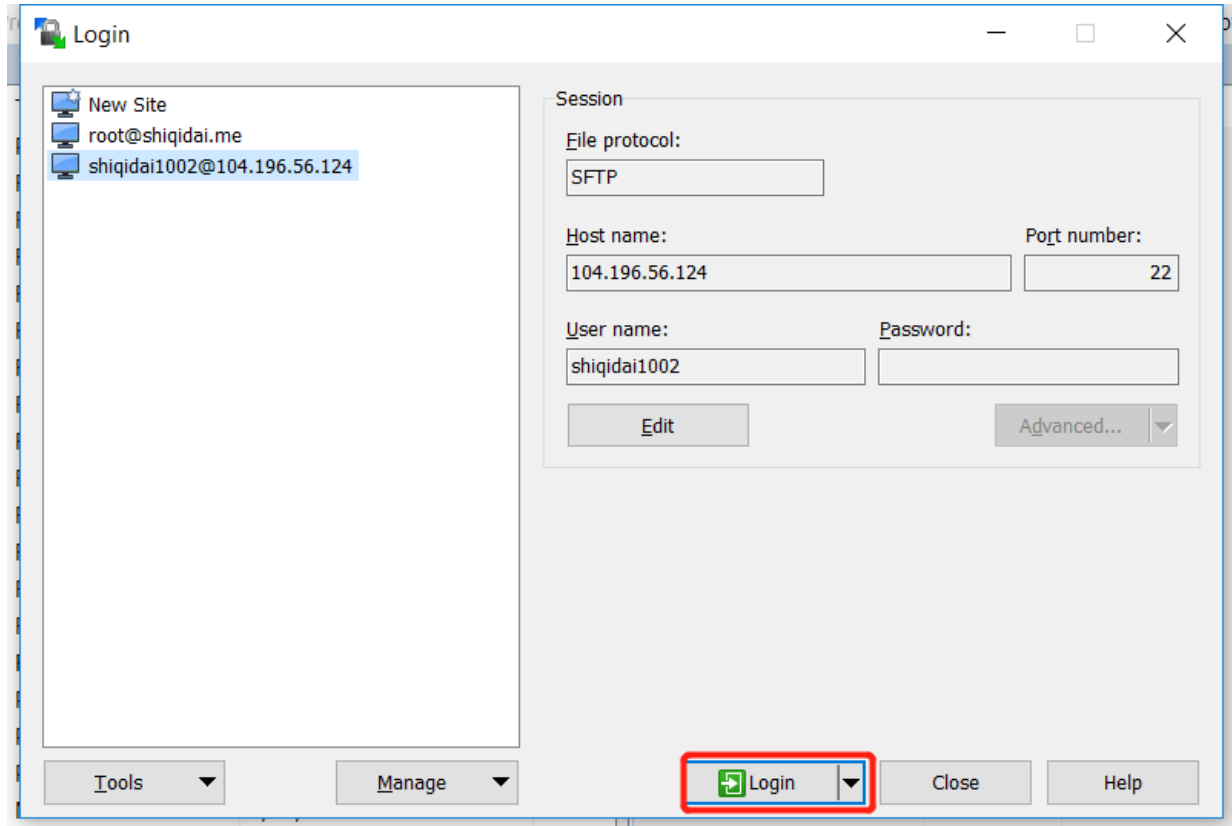 Login
New Site
root@shiqidai.me
shiqidai1002@104.196.56.124
Session
File protocol:
SFTP
Host name: Port number:
104.196.56.124 22
User name: Password:
shiqidai1002
Edit Advanced...
Tools Manage Login Close Help